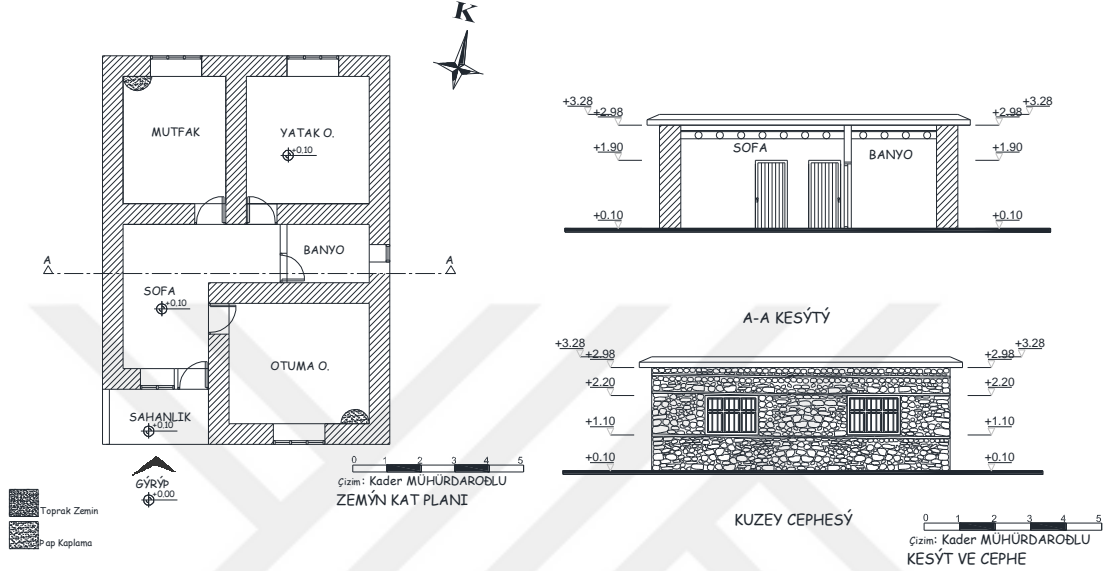 K
MUTFAK
YATAK O.
+0.10
BANYO
A
A
SOFA
+0.10
OTUMA O.
SAHANLIK
+0.10
GÝRÝÞ
+0,00
0 1 2 3 4 5
Çizim: Kader MÜHÜRDAROÐLU
ZEMÝN KAT PLANI
Toprak Zemin
Þap Kaplama
+3.28
+2.98
+1.90
+0.10
SOFA
BANYO
+3.28
+2.98
+1.90
+0.10
A-A KESÝTÝ
+3.28
+2.98
+2.20
+1.10
+0.10
+3.28
+2.98
+2.20
+1.10
+0.10
KUZEY CEPHESÝ
0 1 2 3 4 5
Çizim: Kader MÜHÜRDAROÐLU
KESÝT VE CEPHE